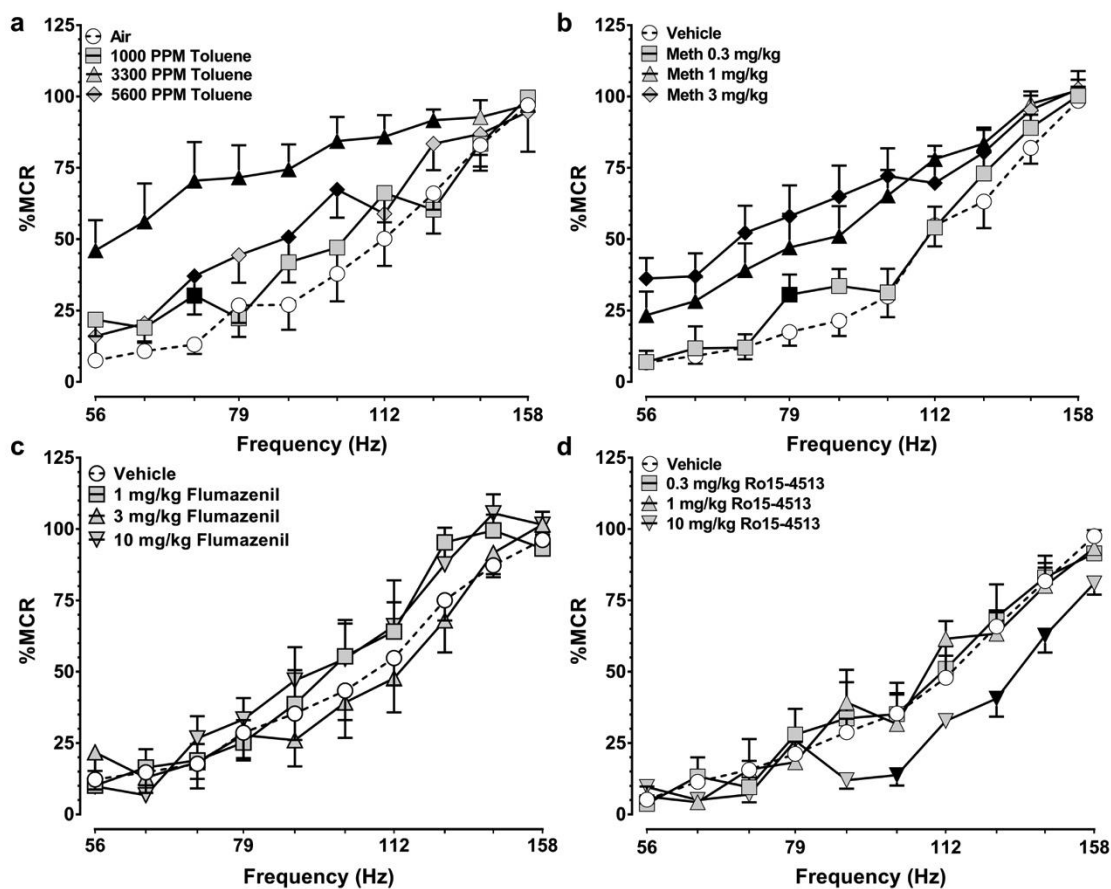 a
Air
1000 PPM Toluene
3300 PPM Toluene
5600 PPM Toluene
%MCR
125
100
75
50
25
0
56
79
112
158
Frequency (Hz)
b
Vehicle
Meth 0.3 mg/kg
Meth 1 mg/kg
Meth 3 mg/kg
%MCR
125
100
75
50
25
0
56
79
112
158
Frequency (Hz)
c
Vehicle
1 mg/kg Flumazenil
3 mg/kg Flumazenil
10 mg/kg Flumazenil
%MCR
125
100
75
50
25
0
56
79
112
158
Frequency (Hz)
d
Vehicle
0.3 mg/kg Ro15-4513
1 mg/kg Ro15-4513
10 mg/kg Ro15-4513
%MCR
125
100
75
50
25
0
56
79
112
158
Frequency (Hz)